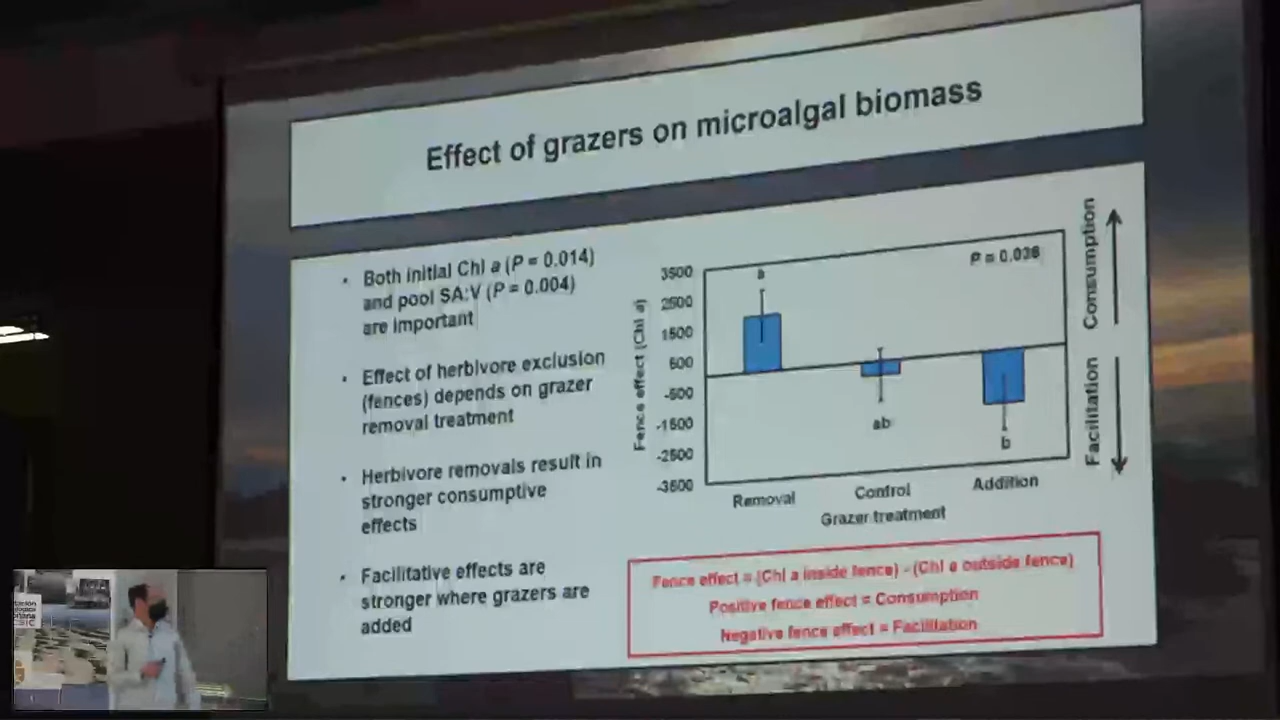 Effect of grazers on microalgal biomass
• Both initial Chl a (P = 0.014)
and pool SA:V (P = 0.004)
are important
• Effect of herbivore exclusion
(fences) depends on grazer
removal treatment
• Herbivore removals result in
stronger consumptive
effects
• Facilitative effects are
stronger where grazers are
added
Fence effect (Chl a)
3500
2500
1500
500
-500
-1500
-2500
-3500
P = 0.036
a
ab
b
Removal
Control
Addition
Grazer treatment
Consumption
Facilitation
Fence effect = (Chl a inside fence) - (Chl a outside fence)
Positive fence effect = Consumption
Negative fence effect = Facilitation